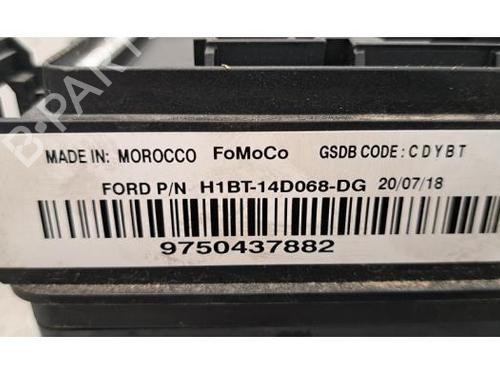 B-PARTS
MADE IN: MOROCCO FoMoCo GSDB CODE: CDYBT
FORD P/N H1BT-14D068-DG 20/07/18
9750437882